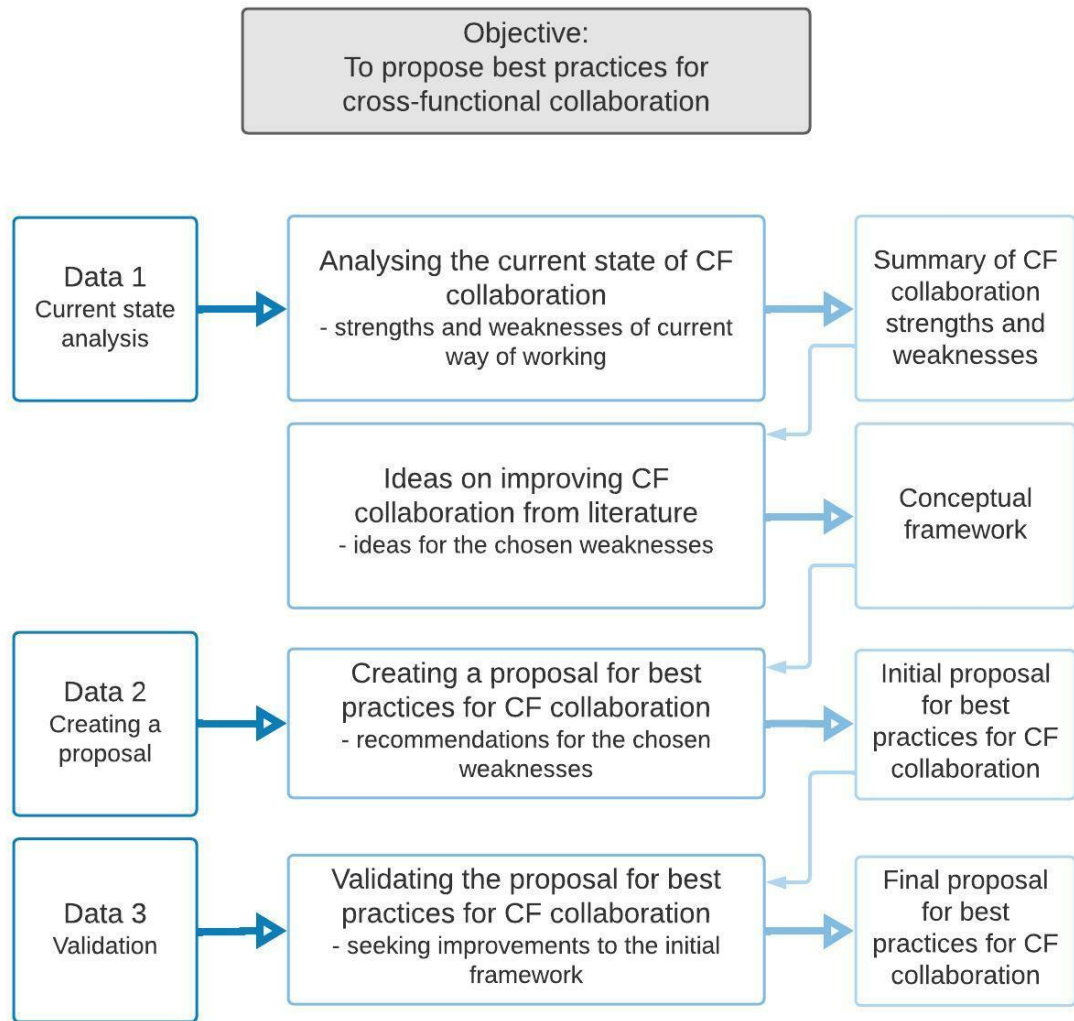 Objective:
To propose best practices for
cross-functional collaboration
Data 1
Current state
analysis
Analysing the current state of CF
collaboration
- strengths and weaknesses of current
way of working
Summary of CF
collaboration
strengths and
weaknesses
Ideas on improving CF
collaboration from literature
- ideas for the chosen weaknesses
Conceptual
framework
Data 2
Creating a
proposal
Creating a proposal for best
practices for CF collaboration
- recommendations for the chosen
weaknesses
Initial proposal
for best
practices for CF
collaboration
Data 3
Validation
Validating the proposal for best
practices for CF collaboration
- seeking improvements to the initial
framework
Final proposal
for best
practices for CF
collaboration